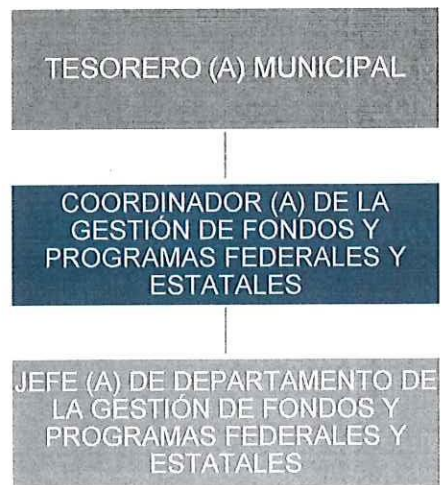 TESORERO (A) MUNICIPAL
COORDINADOR (A) DE LA
GESTIÓN DE FONDOS Y
PROGRAMAS FEDERALES Y
ESTATALES
JEFE (A) DE DEPARTAMENTO DE
LA GESTIÓN DE FONDOS Y
PROGRAMAS FEDERALES Y
ESTATALES